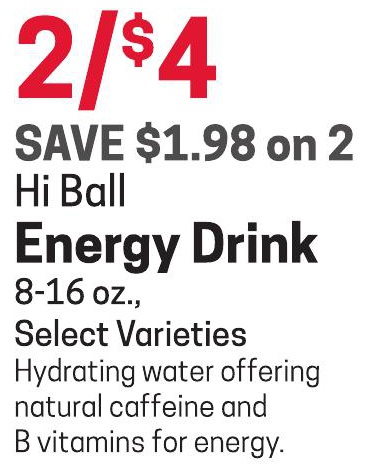 2/$4
SAVE $1.98 on 2
Hi Ball
Energy Drink
8-16 oz.,
Select Varieties
Hydrating water offering
natural caffeine and
B vitamins for energy.